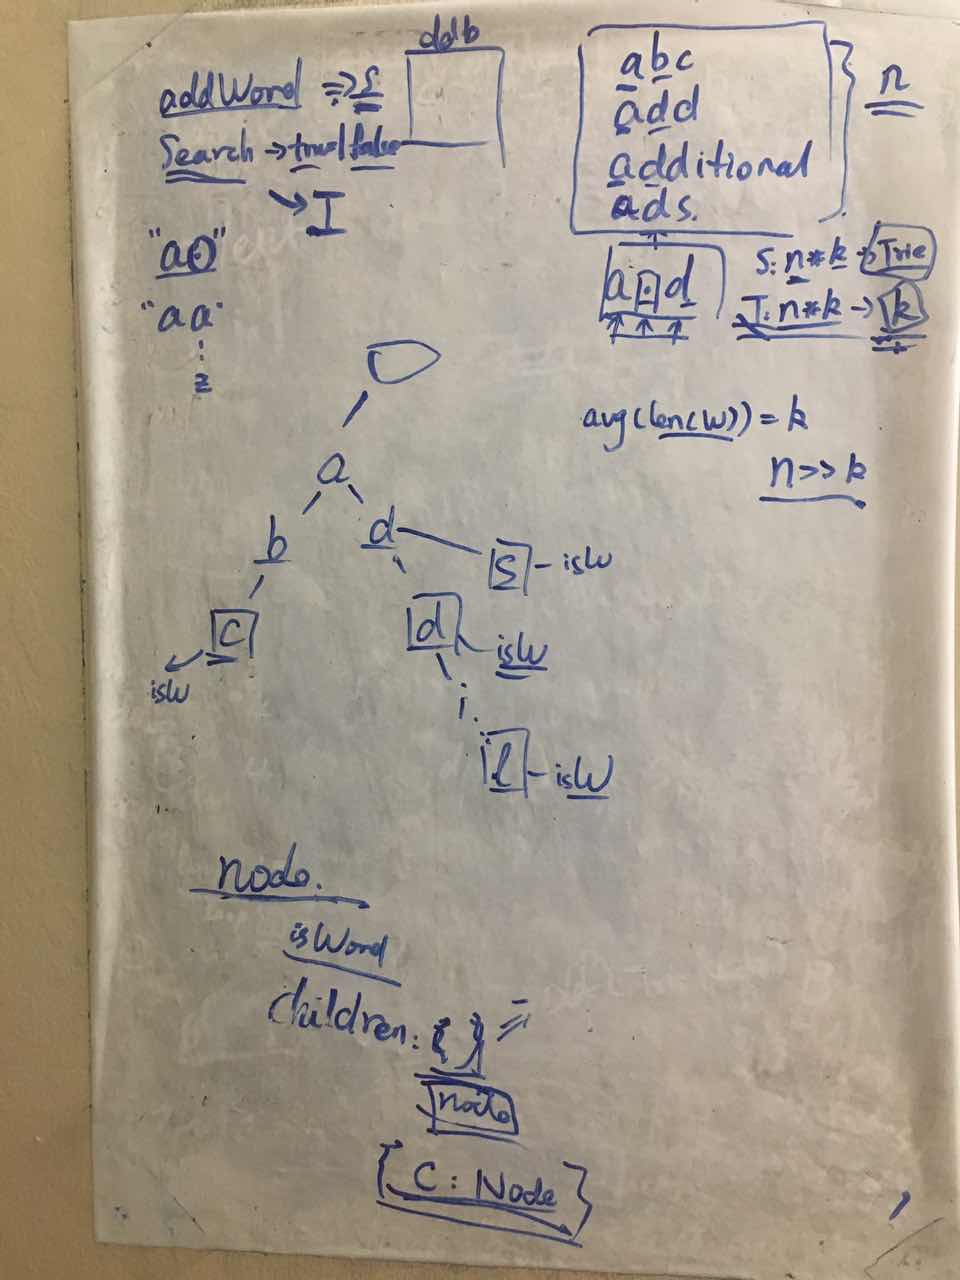 addWord => S
Search -> true/false
-> I
"a."
"aa"
z
abc
add
additional
ads.
n
a . d
S: n*k -> Trie
T: n*k -> k
avg(len(w)) = k
n >> k
a
b d
S - isW
c d
isW isW
i
l - isW
node.
isWord
children: { }
node
{ C : Node }